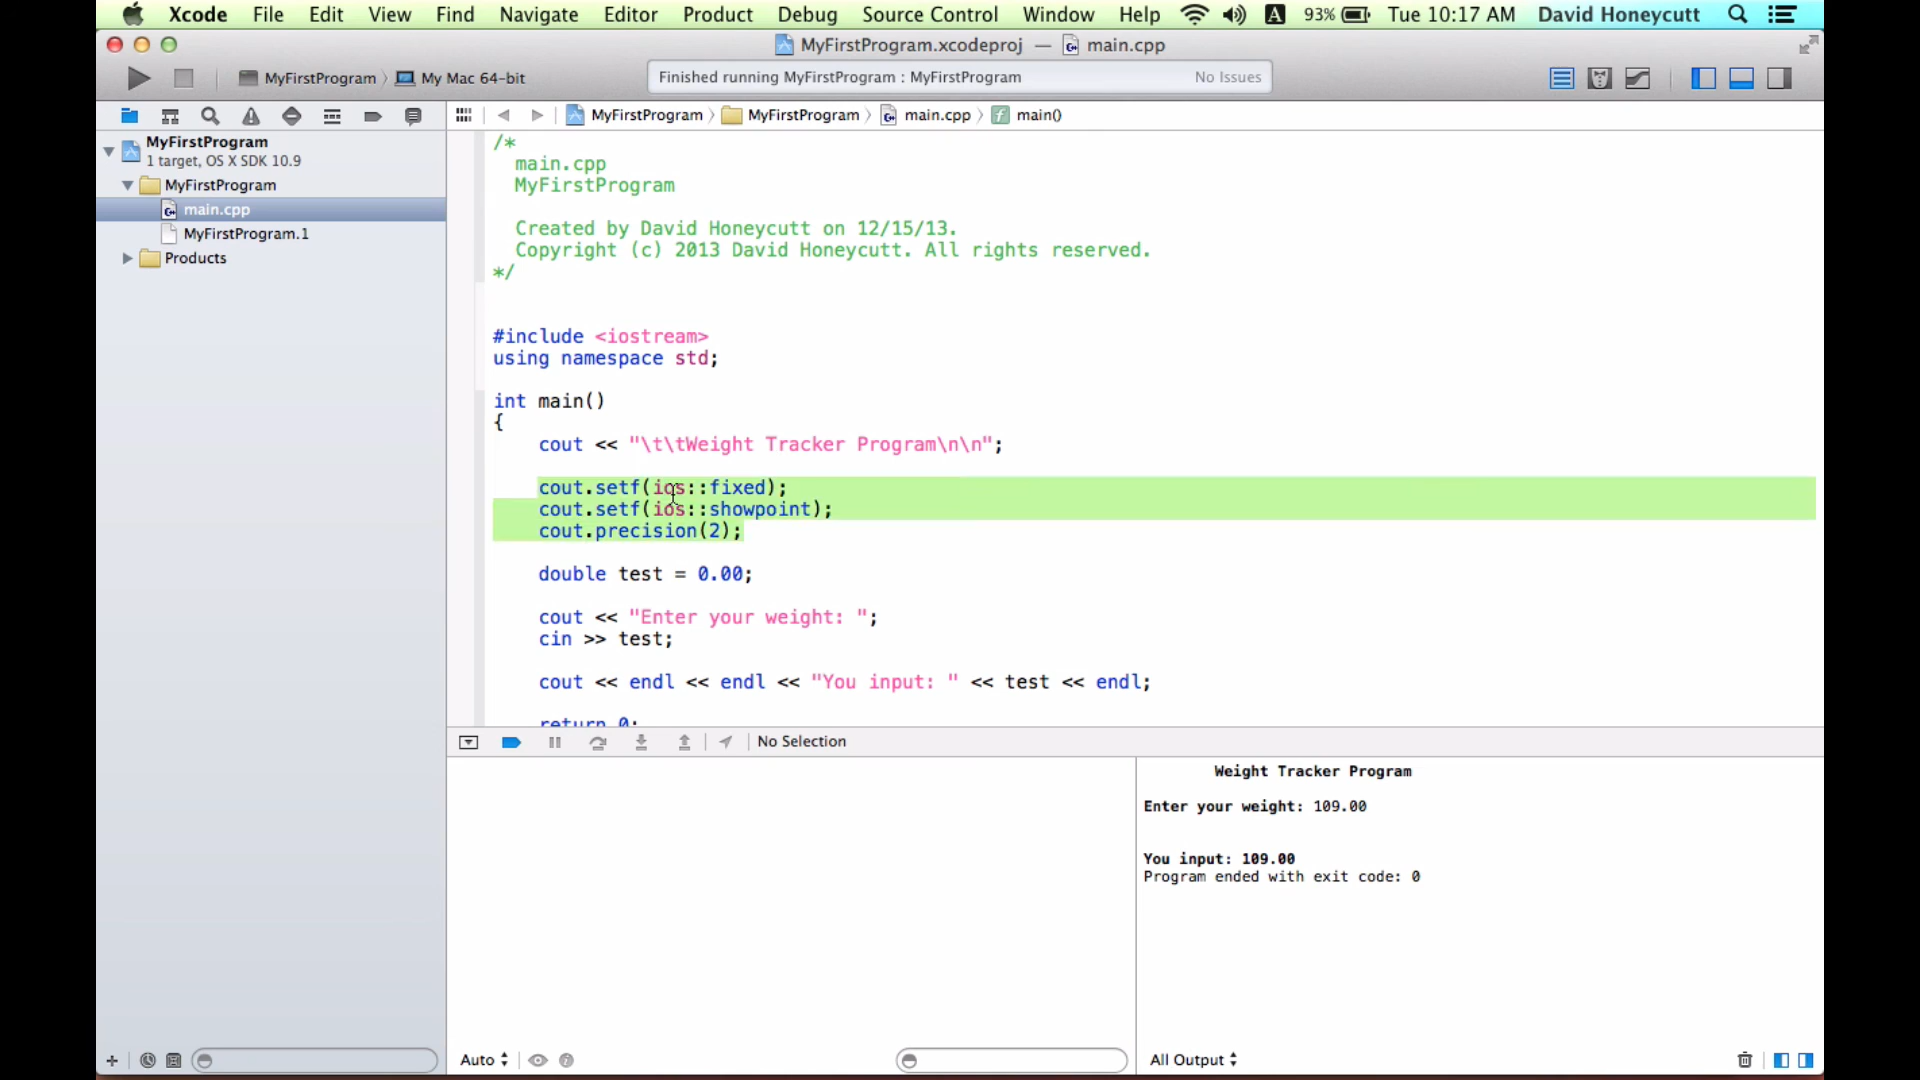 Xcode File Edit View Find Navigate Editor Product Debug Source Control Window Help A 93% Tue 10:17 AM David Honeycutt
MyFirstProgram.xcodeproj — main.cpp
MyFirstProgram My Mac 64-bit
Finished running MyFirstProgram : MyFirstProgram No Issues
MyFirstProgram MyFirstProgram main.cpp main()
MyFirstProgram
1 target, OS X SDK 10.9
MyFirstProgram
main.cpp
MyFirstProgram.1
Products
/*
main.cpp
MyFirstProgram
Created by David Honeycutt on 12/15/13.
Copyright (c) 2013 David Honeycutt. All rights reserved.
*/
#include <iostream>
using namespace std;
int main()
{
cout << "\t\tWeight Tracker Program\n\n";
cout.setf(ios::fixed);
cout.setf(ios::showpoint);
cout.precision(2);
double test = 0.00;
cout << "Enter your weight: ";
cin >> test;
cout << endl << endl << "You input: " << test << endl;
return 0;
No Selection
Weight Tracker Program
Enter your weight: 109.00
You input: 109.00
Program ended with exit code: 0
Auto
All Output